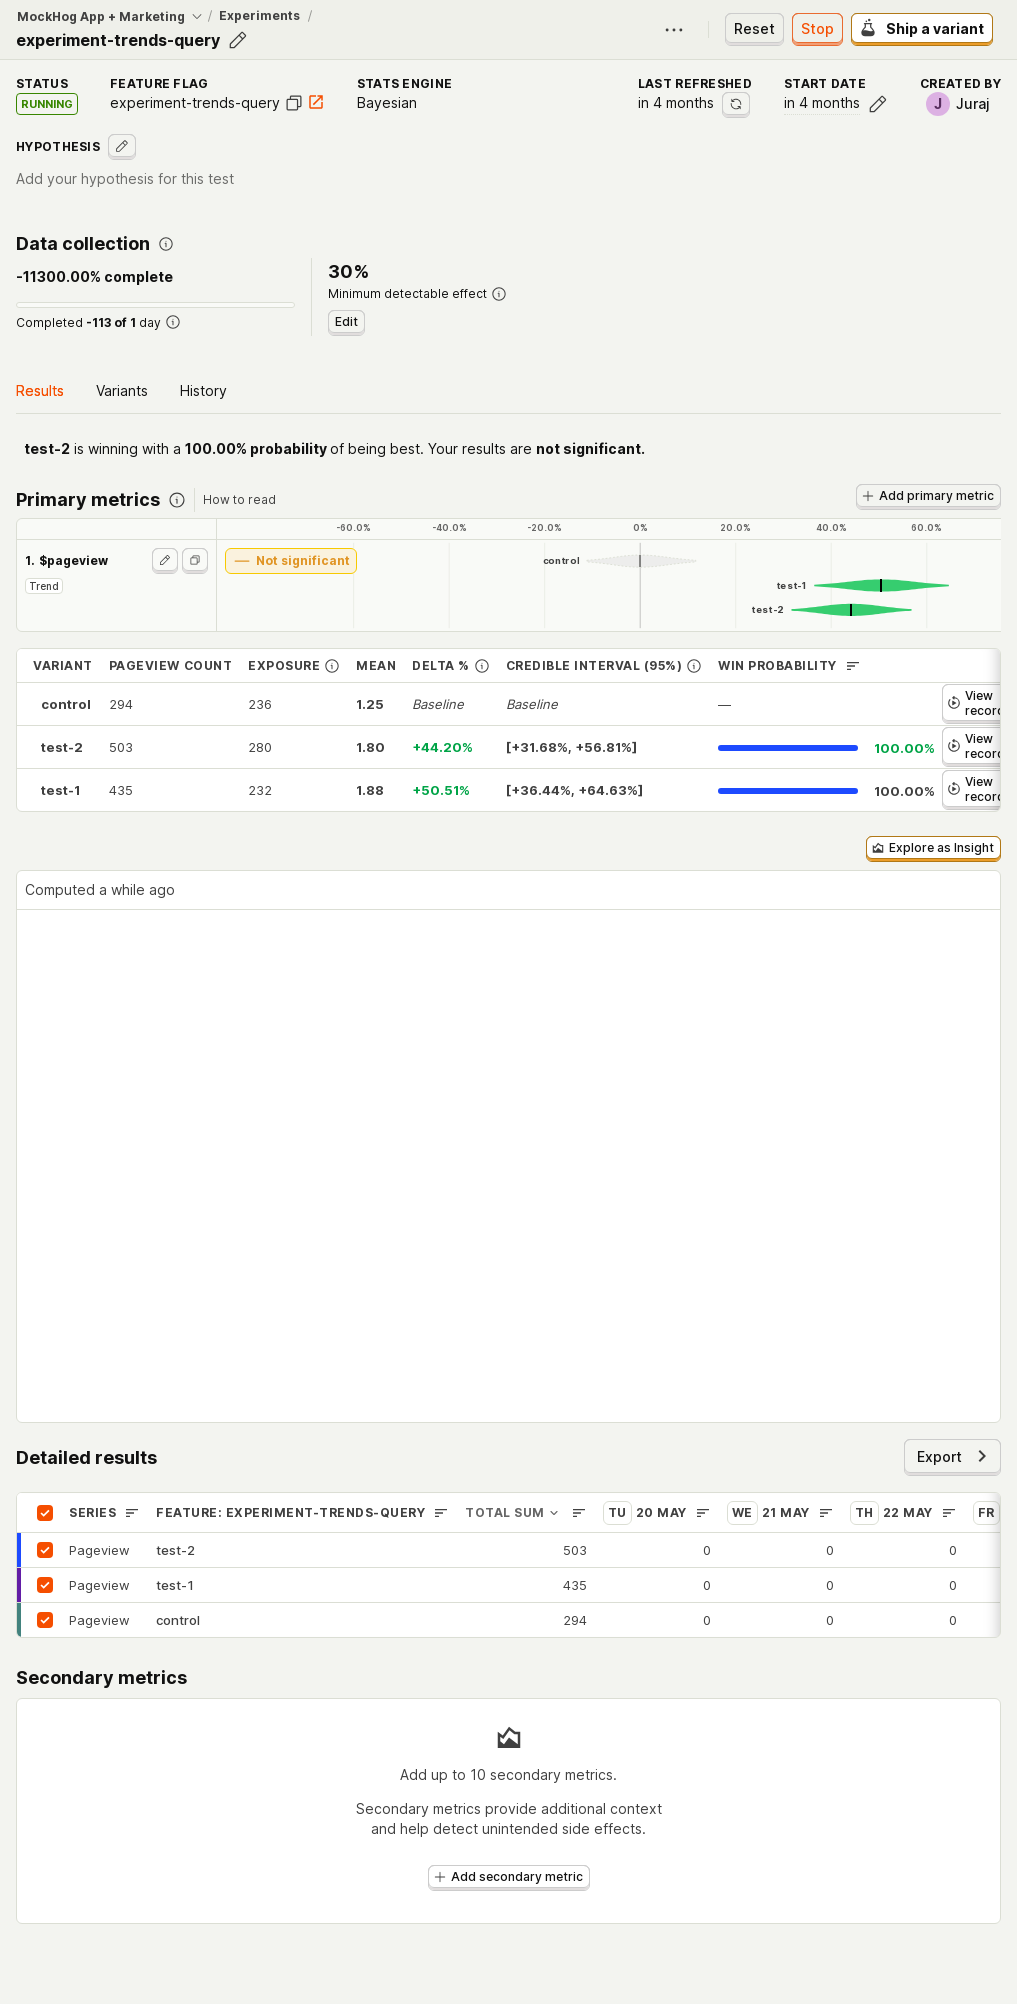 MockHog App + Marketing / Experiments /
experiment-trends-query
Reset
Stop
Ship a variant
STATUS
RUNNING
FEATURE FLAG
experiment-trends-query
STATS ENGINE
Bayesian
LAST REFRESHED
in 4 months
START DATE
in 4 months
CREATED BY
J Juraj
HYPOTHESIS
Add your hypothesis for this test
Data collection
-11300.00% complete
Completed -113 of 1 day
30%
Minimum detectable effect
Edit
Results Variants History
test-2 is winning with a 100.00% probability of being best. Your results are not significant.
Primary metrics How to read
Add primary metric
-60.0% -40.0% -20.0% 0% 20.0% 40.0% 60.0%
1. $pageview
Trend
— Not significant
control
test-1
test-2
VARIANT PAGEVIEW COUNT EXPOSURE MEAN DELTA % CREDIBLE INTERVAL (95%) WIN PROBABILITY
control 294 236 1.25 Baseline Baseline — View recorc
test-2 503 280 1.80 +44.20% [+31.68%, +56.81%] 100.00% View recorc
test-1 435 232 1.88 +50.51% [+36.44%, +64.63%] 100.00% View recorc
Explore as Insight
Computed a while ago
Detailed results
Export
SERIES FEATURE: EXPERIMENT-TRENDS-QUERY TOTAL SUM TU 20 MAY WE 21 MAY TH 22 MAY FR
Pageview test-2 503 0 0 0
Pageview test-1 435 0 0 0
Pageview control 294 0 0 0
Secondary metrics
Add up to 10 secondary metrics.
Secondary metrics provide additional context
and help detect unintended side effects.
Add secondary metric